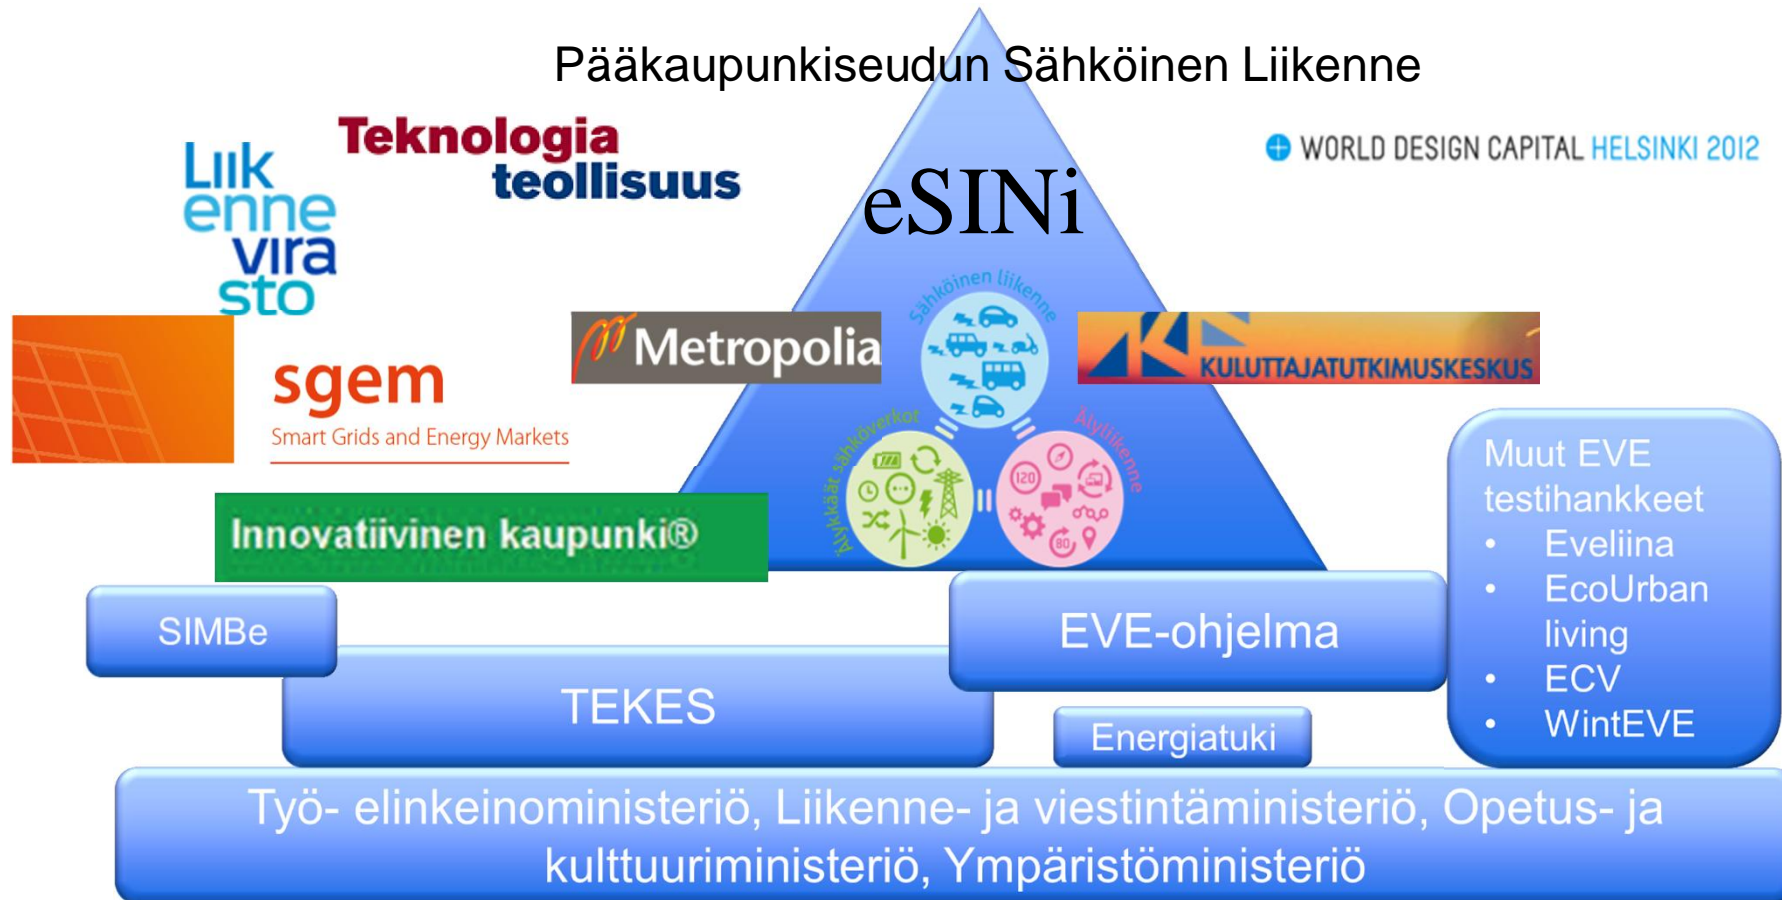 Pääkaupunkiseudun Sähköinen Liikenne
Teknologia
teollisuus
Liik
enne
vira
sto
eSINi
WORLD DESIGN CAPITAL HELSINKI 2012
Sähköinen liikenne
Metropolia
KULUTTAJATUTKIMUSKESKUS
sgem
Smart Grids and Energy Markets
Älykkäät sähköverkot
Älyliikenne
120
80
Innovatiivinen kaupunki®
Muut EVE
testihankkeet
• Eveliina
• EcoUrban
living
• ECV
• WintEVE
SIMBe
EVE-ohjelma
TEKES
Energiatuki
Työ- elinkeinoministeriö, Liikenne- ja viestintäministeriö, Opetus- ja
kulttuuriministeriö, Ympäristöministeriö